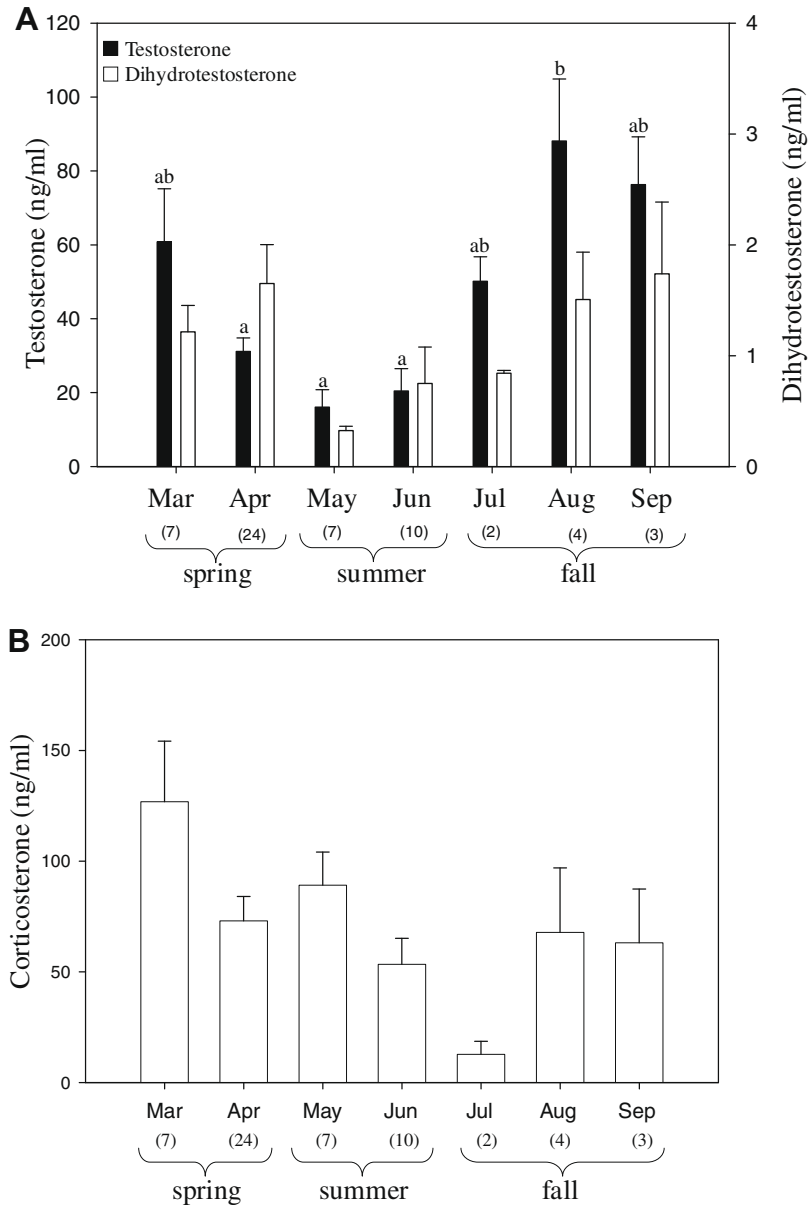 A
Testosterone
Dihydrotestosterone
Testosterone (ng/ml)
Dihydrotestosterone (ng/ml)
120
100
80
60
40
20
0
4
3
2
1
0
ab
a
a
a
ab
b
ab
Mar Apr May Jun Jul Aug Sep
(7) (24) (7) (10) (2) (4) (3)
spring summer fall
B
Corticosterone (ng/ml)
200
150
100
50
0
Mar Apr May Jun Jul Aug Sep
(7) (24) (7) (10) (2) (4) (3)
spring summer fall